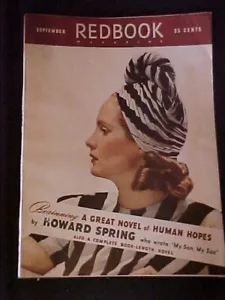 SEPTEMBER
REDBOOK
MAGAZINE
25 CENTS
Beginning A GREAT NOVEL of HUMAN HOPES
by HOWARD SPRING who wrote "My Son, My Son"
ALSO A COMPLETE BOOK-LENGTH NOVEL